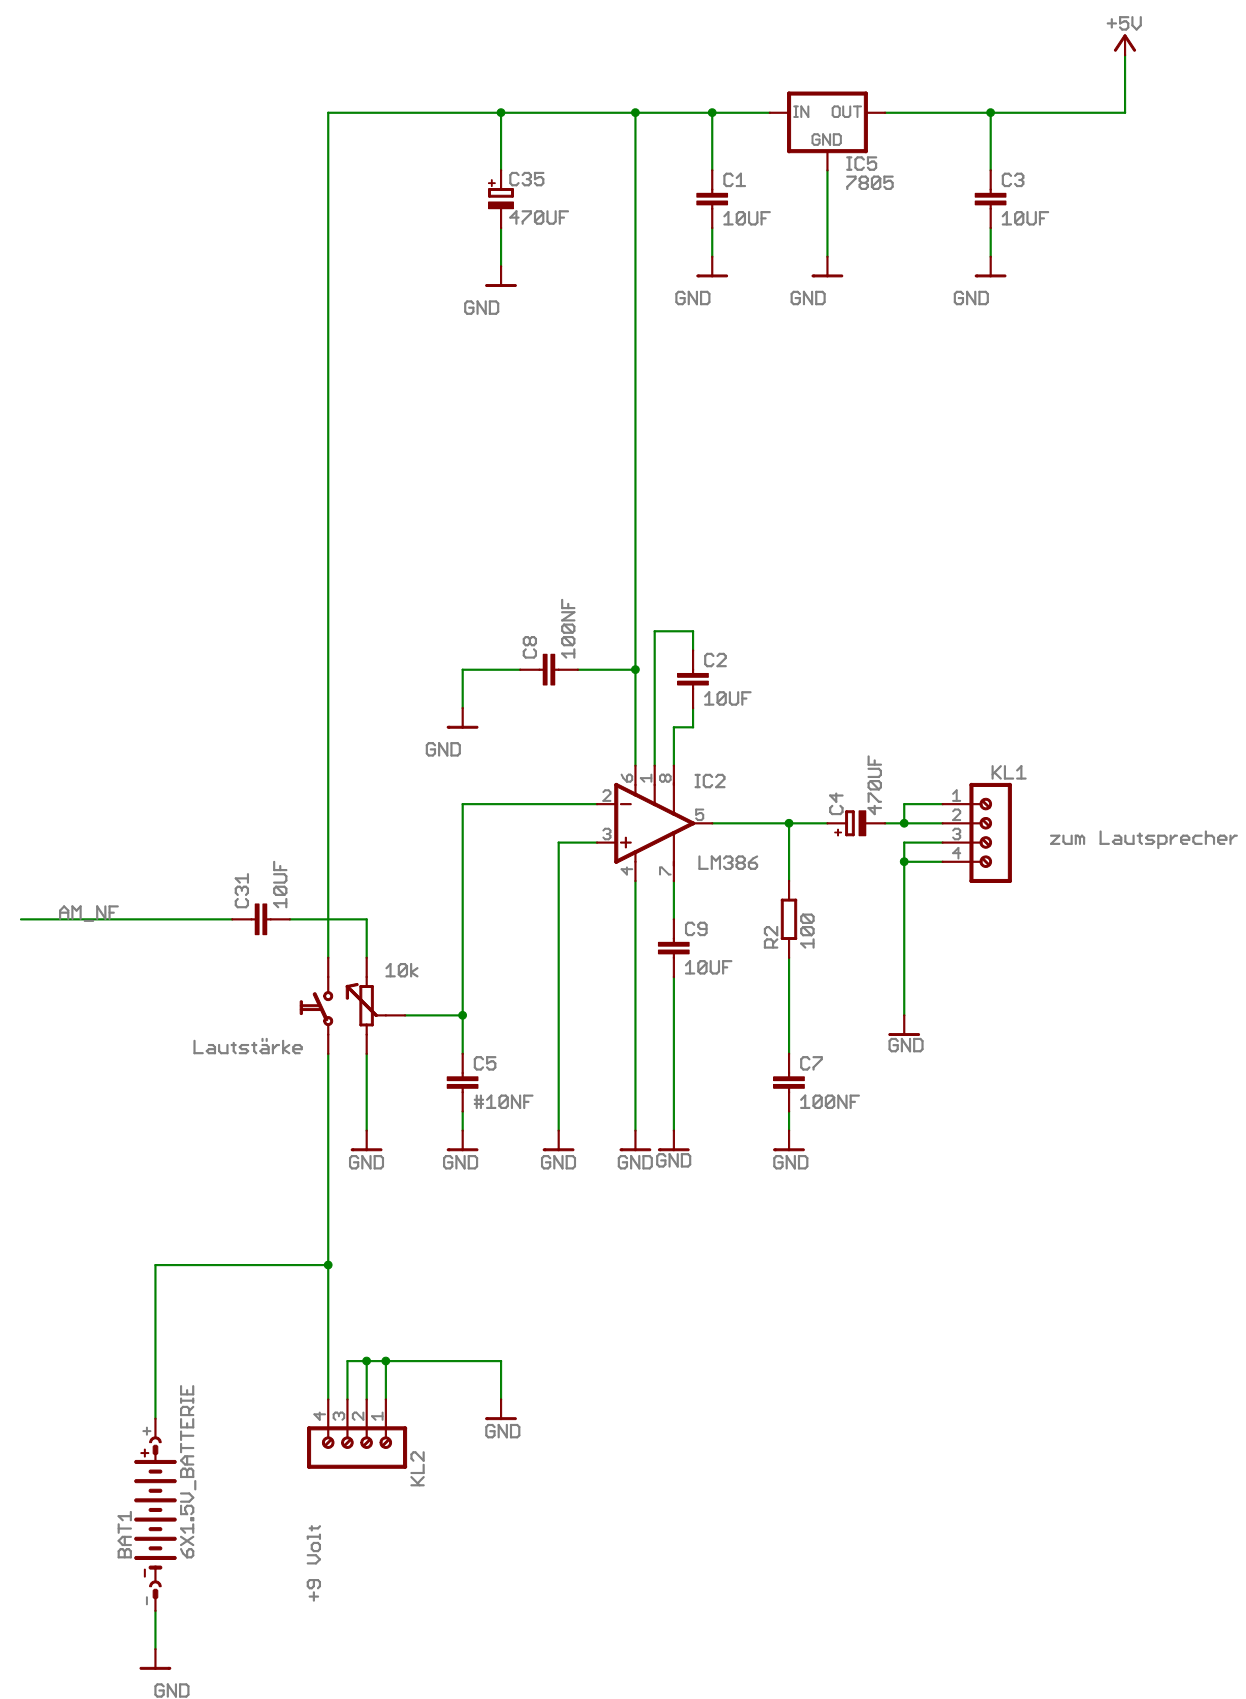 +5V
IN OUT
GND
IC5
7805
+
C35
470UF
C1
10UF
C3
10UF
GND
GND
GND
GND
C8
100NF
C2
10UF
GND
6
1
8
IC2
2
3
5
4
7
LM386
C4
470UF
+
KL1
1
2
3
4
zum Lautsprecher
AM_NF
C31
10UF
10k
C9
10UF
R2
100
Lautstärke
GND
C5
#10NF
C7
100NF
GND
GND
GND
GND
GND
GND
4
3
2
1
GND
KL2
+
+
BAT1
6X1.5V_BATTERIE
-
-
+9 Volt
GND